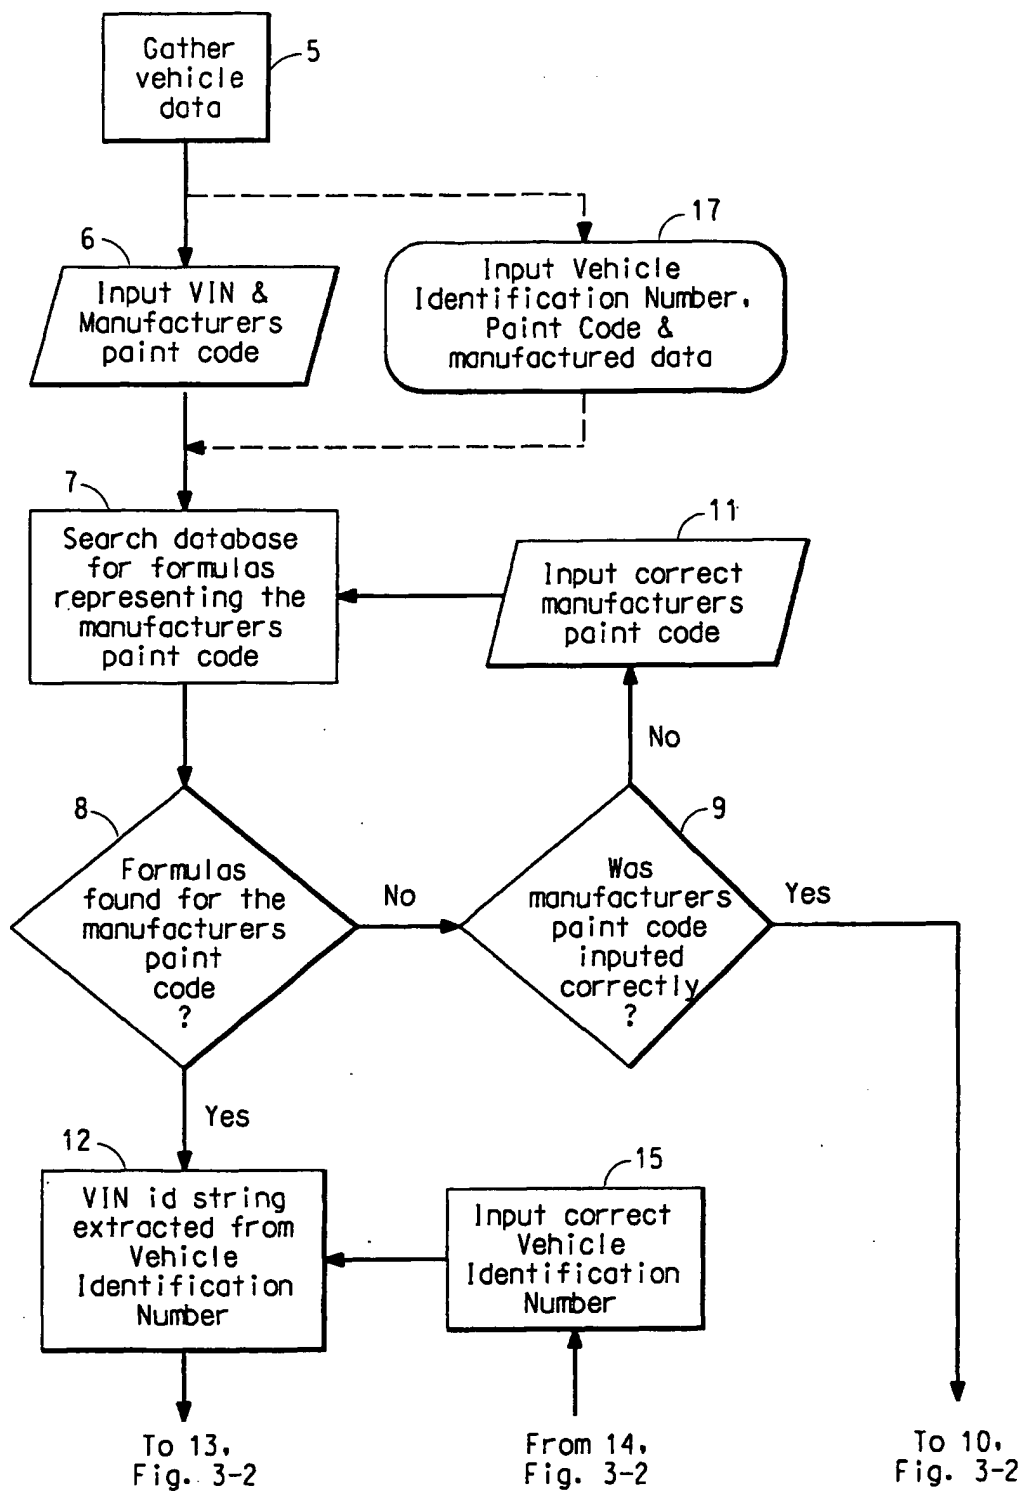 Gather
vehicle
data
5
17
6
Input VIN &
Manufacturers
paint code
Input Vehicle
Identification Number,
Paint Code &
manufactured data
7
11
Search database
for formulas
representing the
manufacturers
paint code
Input correct
manufacturers
paint code
No
8
9
Formulas
found for the
manufacturers
paint
code
?
No
Was
manufacturers
paint code
inputed
correctly
?
Yes
Yes
12
15
VIN id string
extracted from
Vehicle
Identification
Number
Input correct
Vehicle
Identification
Number
To 13,
Fig. 3-2
From 14,
Fig. 3-2
To 10,
Fig. 3-2